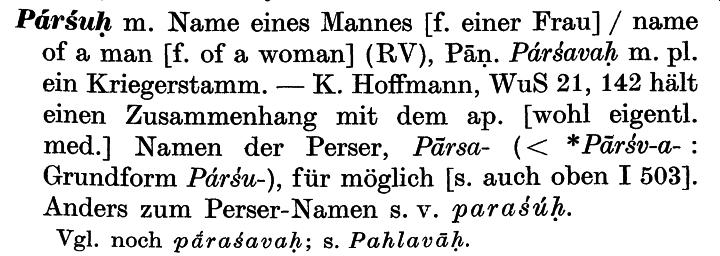 Párśuḥ m. Name eines Mannes [f. einer Frau] / name
of a man [f. of a woman] (RV), Pāṇ. Párśavaḥ m. pl.
ein Kriegerstamm. — K. Hoffmann, WuS 21, 142 hält
einen Zusammenhang mit dem ap. [wohl eigentl.
med.] Namen der Perser, Pārsa- (< *Pārśv-a- :
Grundform Párśu-), für möglich [s. auch oben I 503].
Anders zum Perser-Namen s. v. paraśúḥ.
Vgl. noch pā́raśavaḥ; s. Pahlavāḥ.